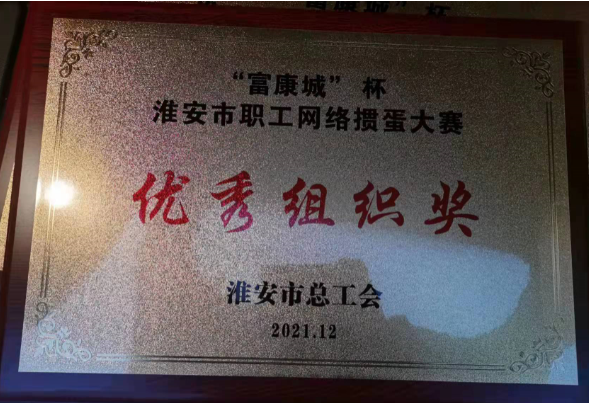 “富康城”杯
淮安市职工网络掼蛋大赛
优秀组织奖
淮安市总工会
2021.12